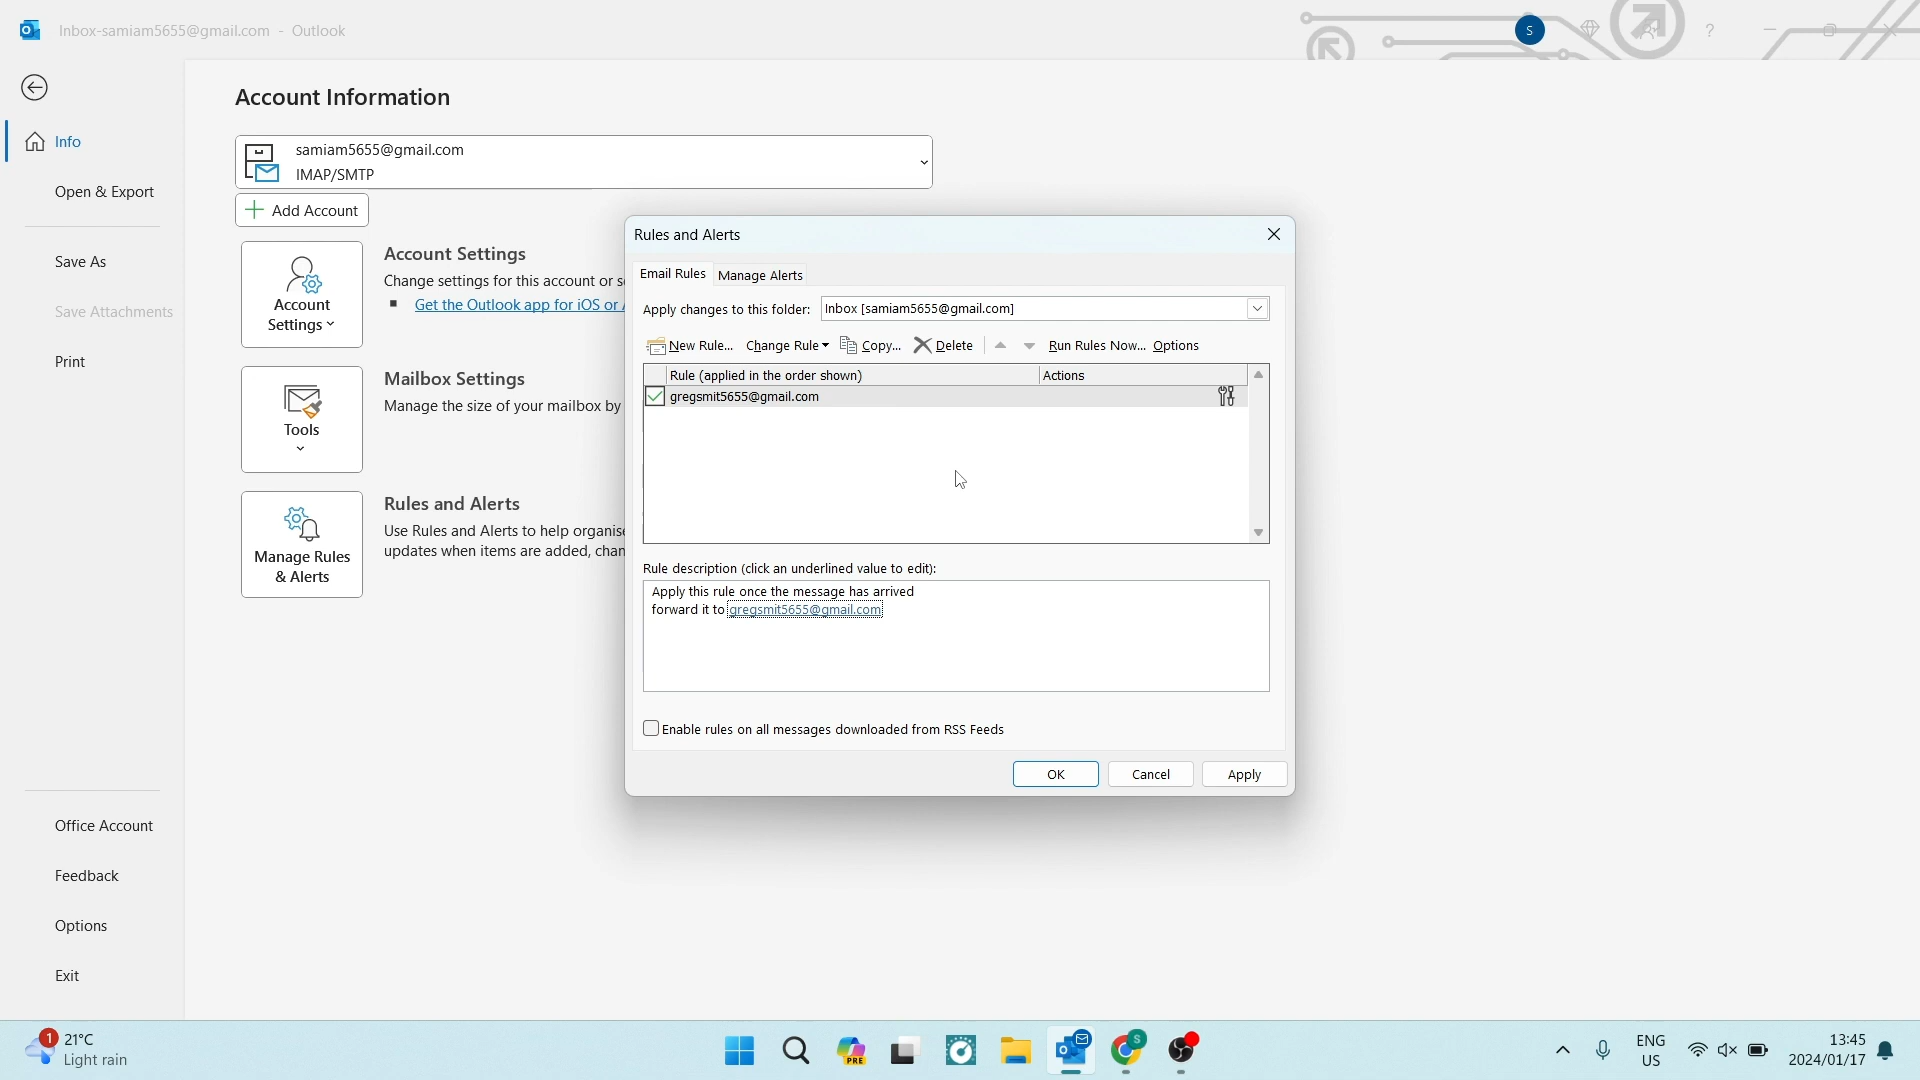 Inbox-samiam5655@gmail.com - Outlook
S
?
Account Information
Info
samiam5655@gmail.com
IMAP/SMTP
Open & Export
Add Account
Account Settings
Account Settings
Change settings for this account or s
Get the Outlook app for iOS or
Save As
Save Attachments
Print
Tools
Mailbox Settings
Manage the size of your mailbox by
Manage Rules & Alerts
Rules and Alerts
Use Rules and Alerts to help organise
updates when items are added, chan
Office Account
Feedback
Options
Exit
Rules and Alerts
Email Rules Manage Alerts
Apply changes to this folder: Inbox [samiam5655@gmail.com]
New Rule... Change Rule Copy... Delete Run Rules Now... Options
Rule (applied in the order shown) Actions
gregsmit5655@gmail.com
Rule description (click an underlined value to edit):
Apply this rule once the message has arrived
forward it to gregsmit5655@gmail.com
Enable rules on all messages downloaded from RSS Feeds
OK Cancel Apply
1
21°C
Light rain
PRE
S
ENG
US
13:45
2024/01/17